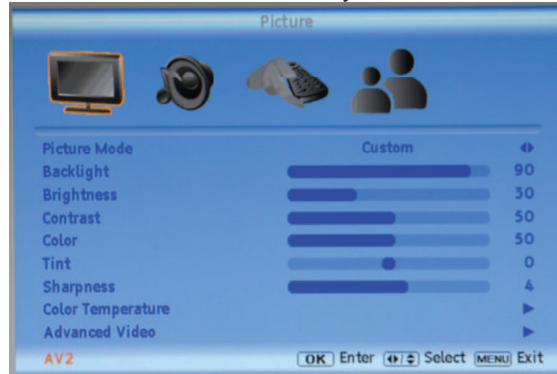 Picture
Picture Mode Custom
Backlight 90
Brightness 30
Contrast 50
Color 50
Tint 0
Sharpness 4
Color Temperature
Advanced Video
AV2 OK Enter Select MENU Exit